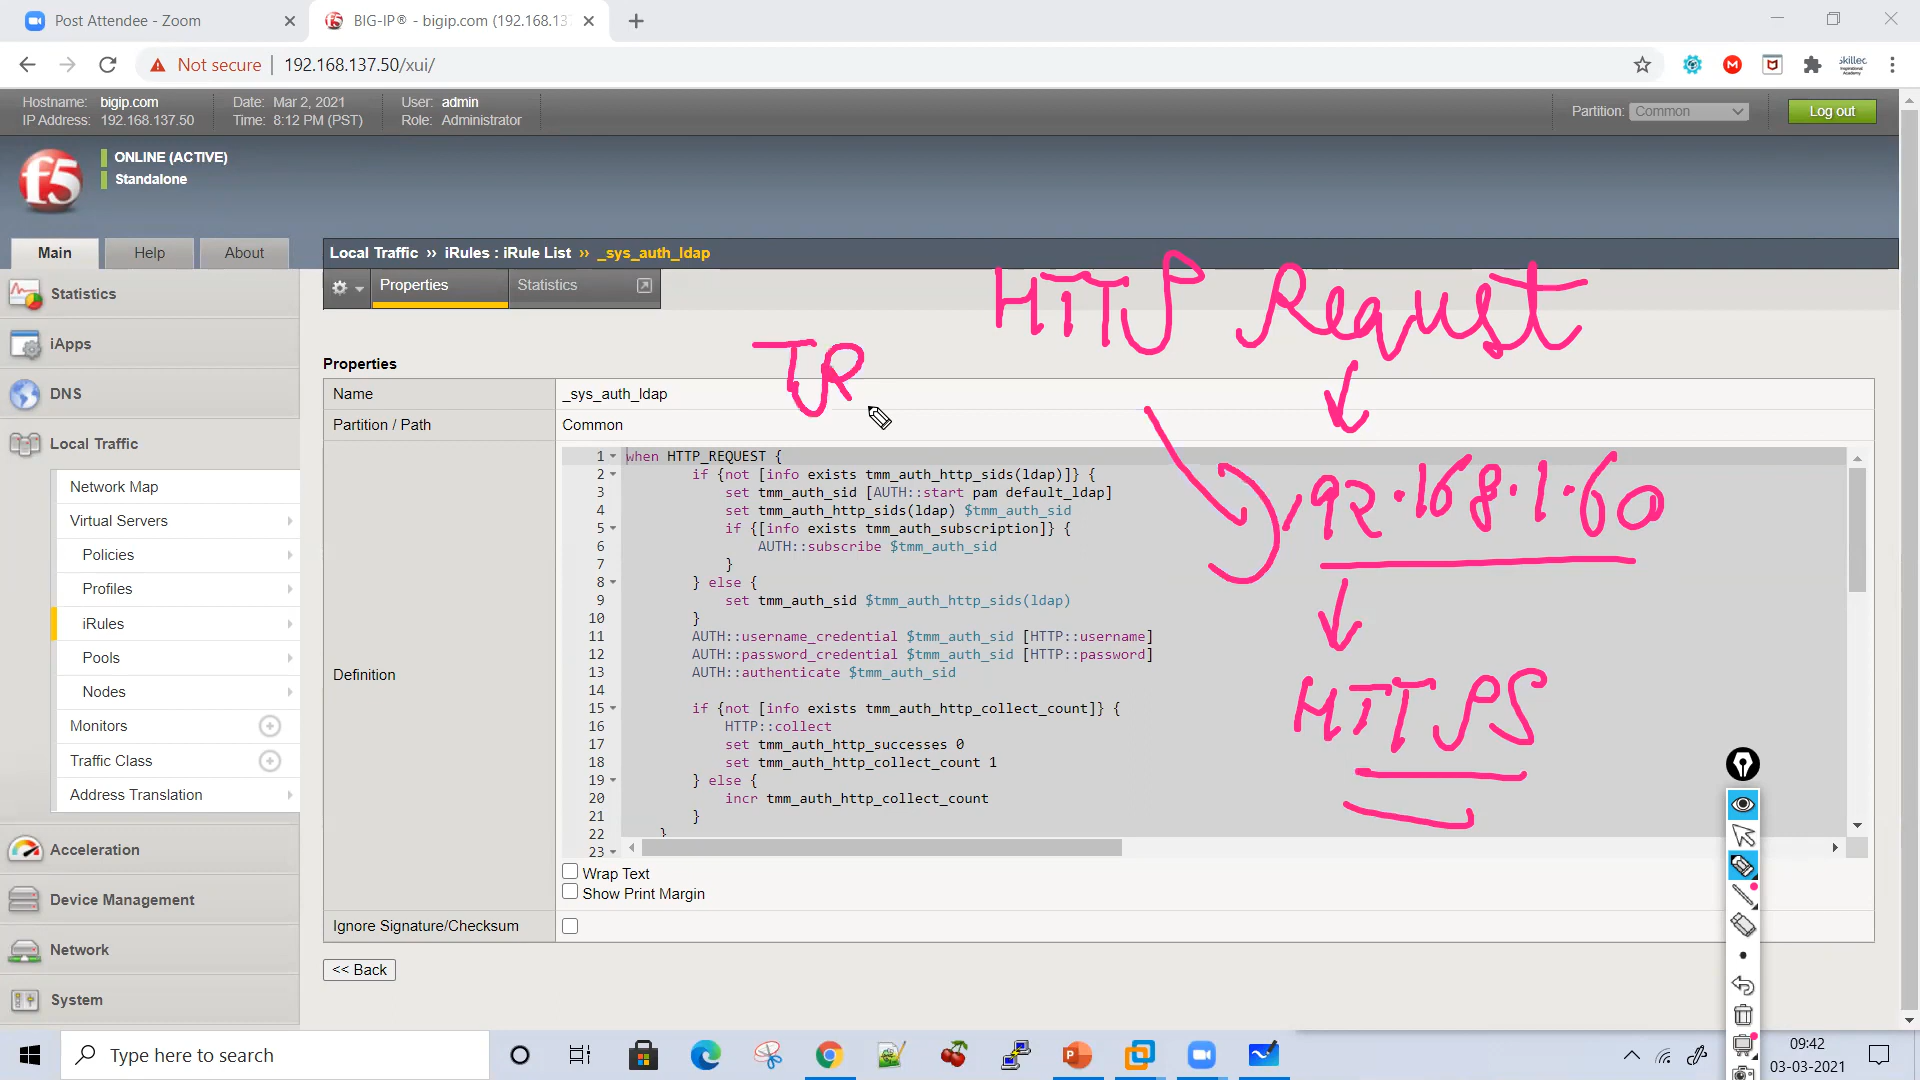 Post Attendee - Zoom
BIG-IP® - bigip.com (192.168.137
Not secure
192.168.137.50/xui/
skillec
Hostname: bigip.com
IP Address: 192.168.137.50
Date: Mar 2, 2021
Time: 8:12 PM (PST)
User: admin
Role: Administrator
Partition: Common
Log out
f5
ONLINE (ACTIVE)
Standalone
Main
Help
About
Local Traffic ›› iRules : iRule List ›› _sys_auth_ldap
Properties
Statistics
Statistics
iApps
DNS
Local Traffic
Network Map
Virtual Servers
Policies
Profiles
iRules
Pools
Nodes
Monitors
Traffic Class
Address Translation
Acceleration
Device Management
Network
System
Properties
Name
_sys_auth_ldap
Partition / Path
Common
Definition
1 when HTTP_REQUEST {
2 if {not [info exists tmm_auth_http_sids(ldap)]} {
3 set tmm_auth_sid [AUTH::start pam default_ldap]
4 set tmm_auth_http_sids(ldap) $tmm_auth_sid
5 if {[info exists tmm_auth_subscription]} {
6 AUTH::subscribe $tmm_auth_sid
7 }
8 } else {
9 set tmm_auth_sid $tmm_auth_http_sids(ldap)
10 }
11 AUTH::username_credential $tmm_auth_sid [HTTP::username]
12 AUTH::password_credential $tmm_auth_sid [HTTP::password]
13 AUTH::authenticate $tmm_auth_sid
14
15 if {not [info exists tmm_auth_http_collect_count]} {
16 HTTP::collect
17 set tmm_auth_http_successes 0
18 set tmm_auth_http_collect_count 1
19 } else {
20 incr tmm_auth_http_collect_count
21 }
22 }
23
Wrap Text
Show Print Margin
Ignore Signature/Checksum
<< Back
HTTP Request
192.168.1.60
HTTPS
Type here to search
09:42
03-03-2021